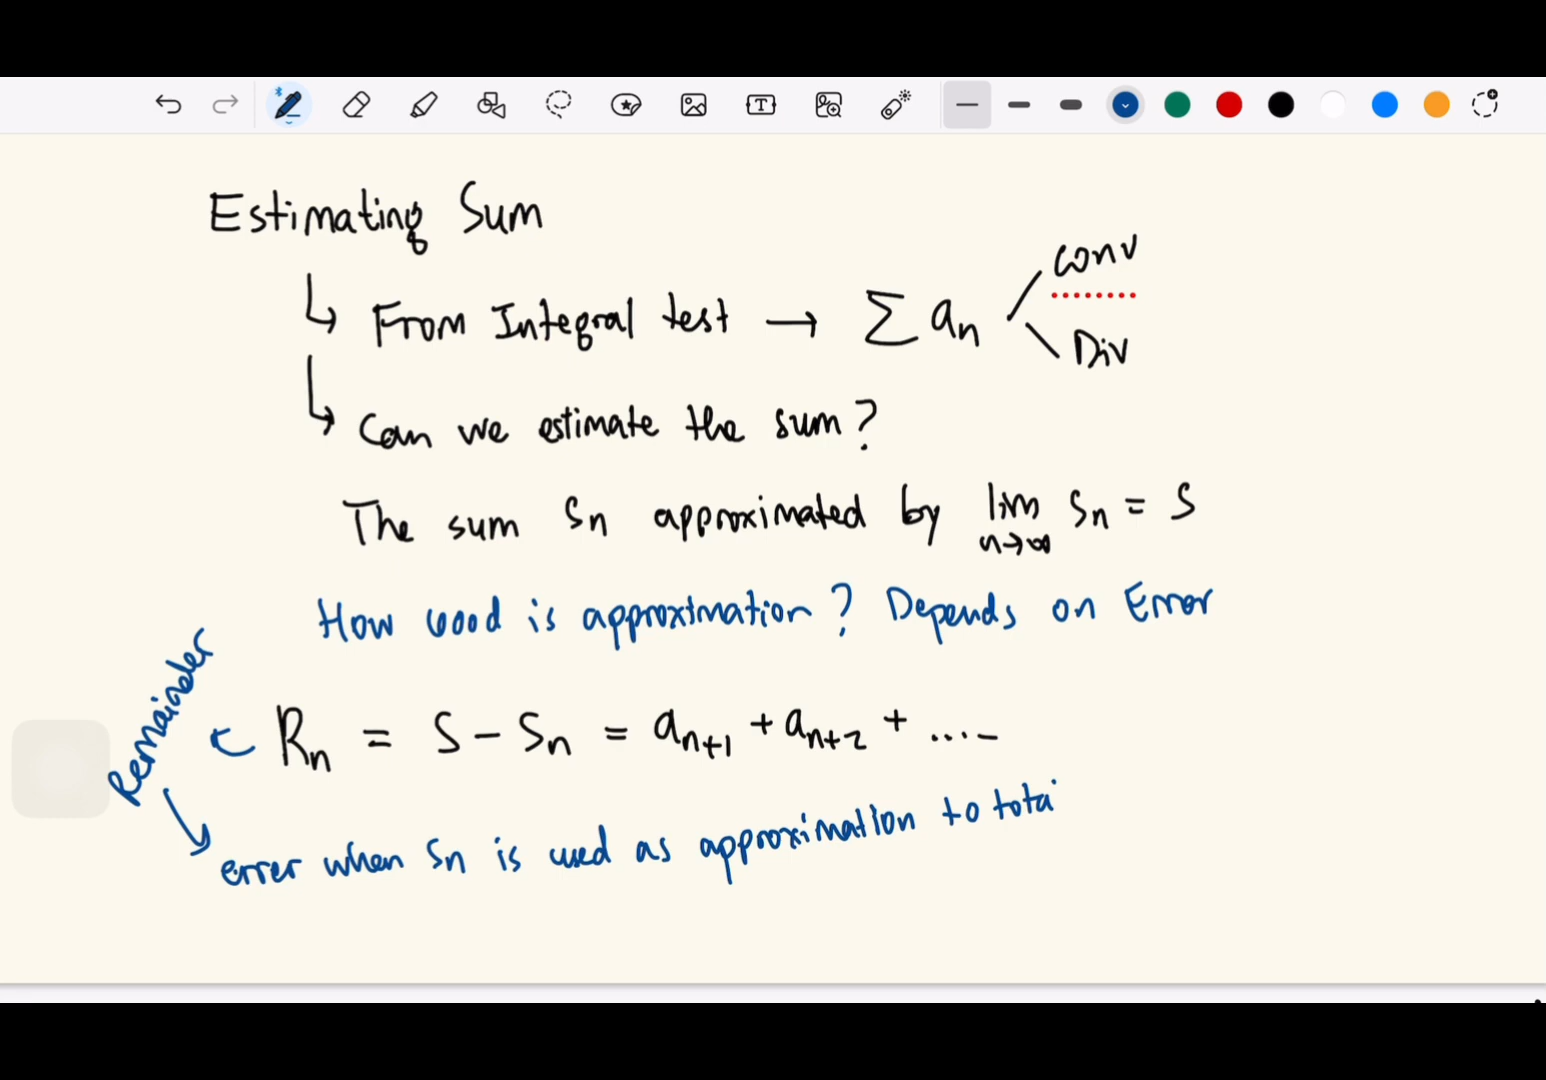 Estimating Sum
↳ From Integral test → ∑ aₙ
conv
Div
↳ Can we estimate the sum?
The sum Sₙ approximated by lim n→∞ Sₙ = S
How good is approximation? Depends on Error
Remainder
Rₙ = S - Sₙ = aₙ₊₁ + aₙ₊₂ + ....-
error when Sₙ is used as approximation to total